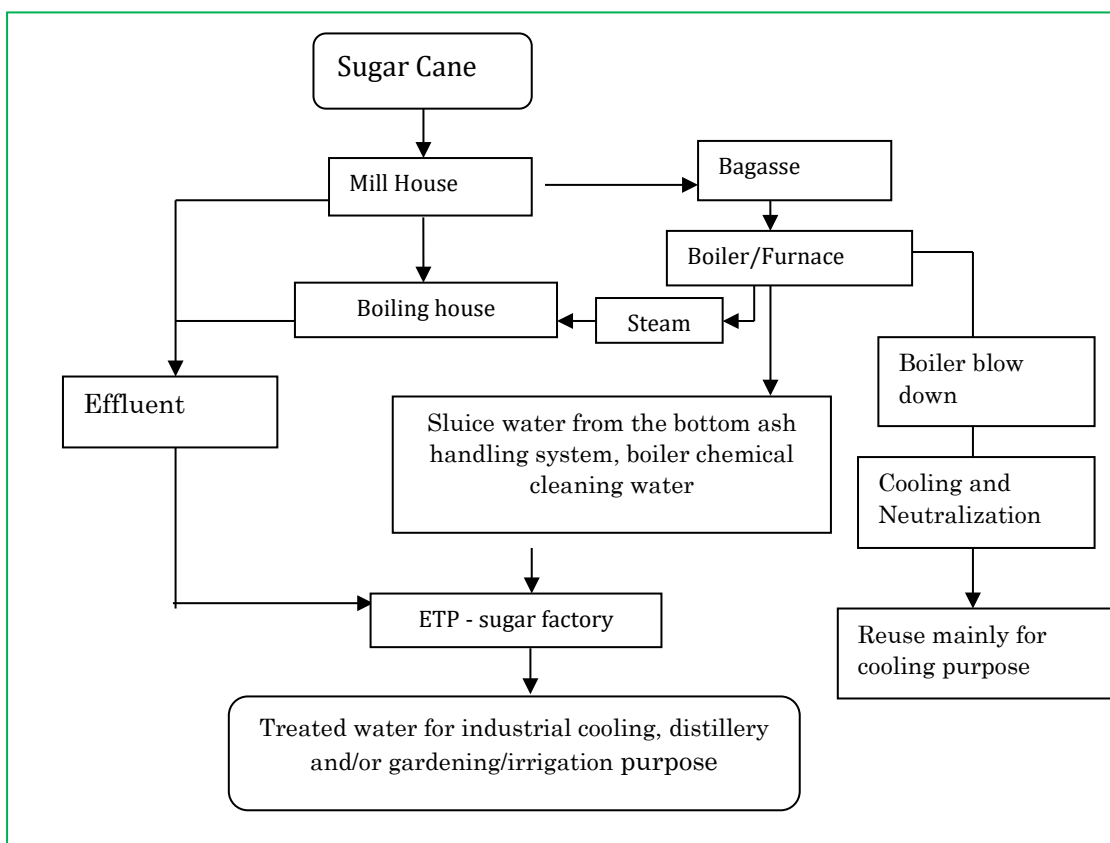 Sugar Cane
Mill House
Bagasse
Boiler/Furnace
Boiling house
Steam
Boiler blow
down
Effluent
Sluice water from the bottom ash
handling system, boiler chemical
cleaning water
Cooling and
Neutralization
ETP - sugar factory
Reuse mainly for
cooling purpose
Treated water for industrial cooling, distillery
and/or gardening/irrigation purpose